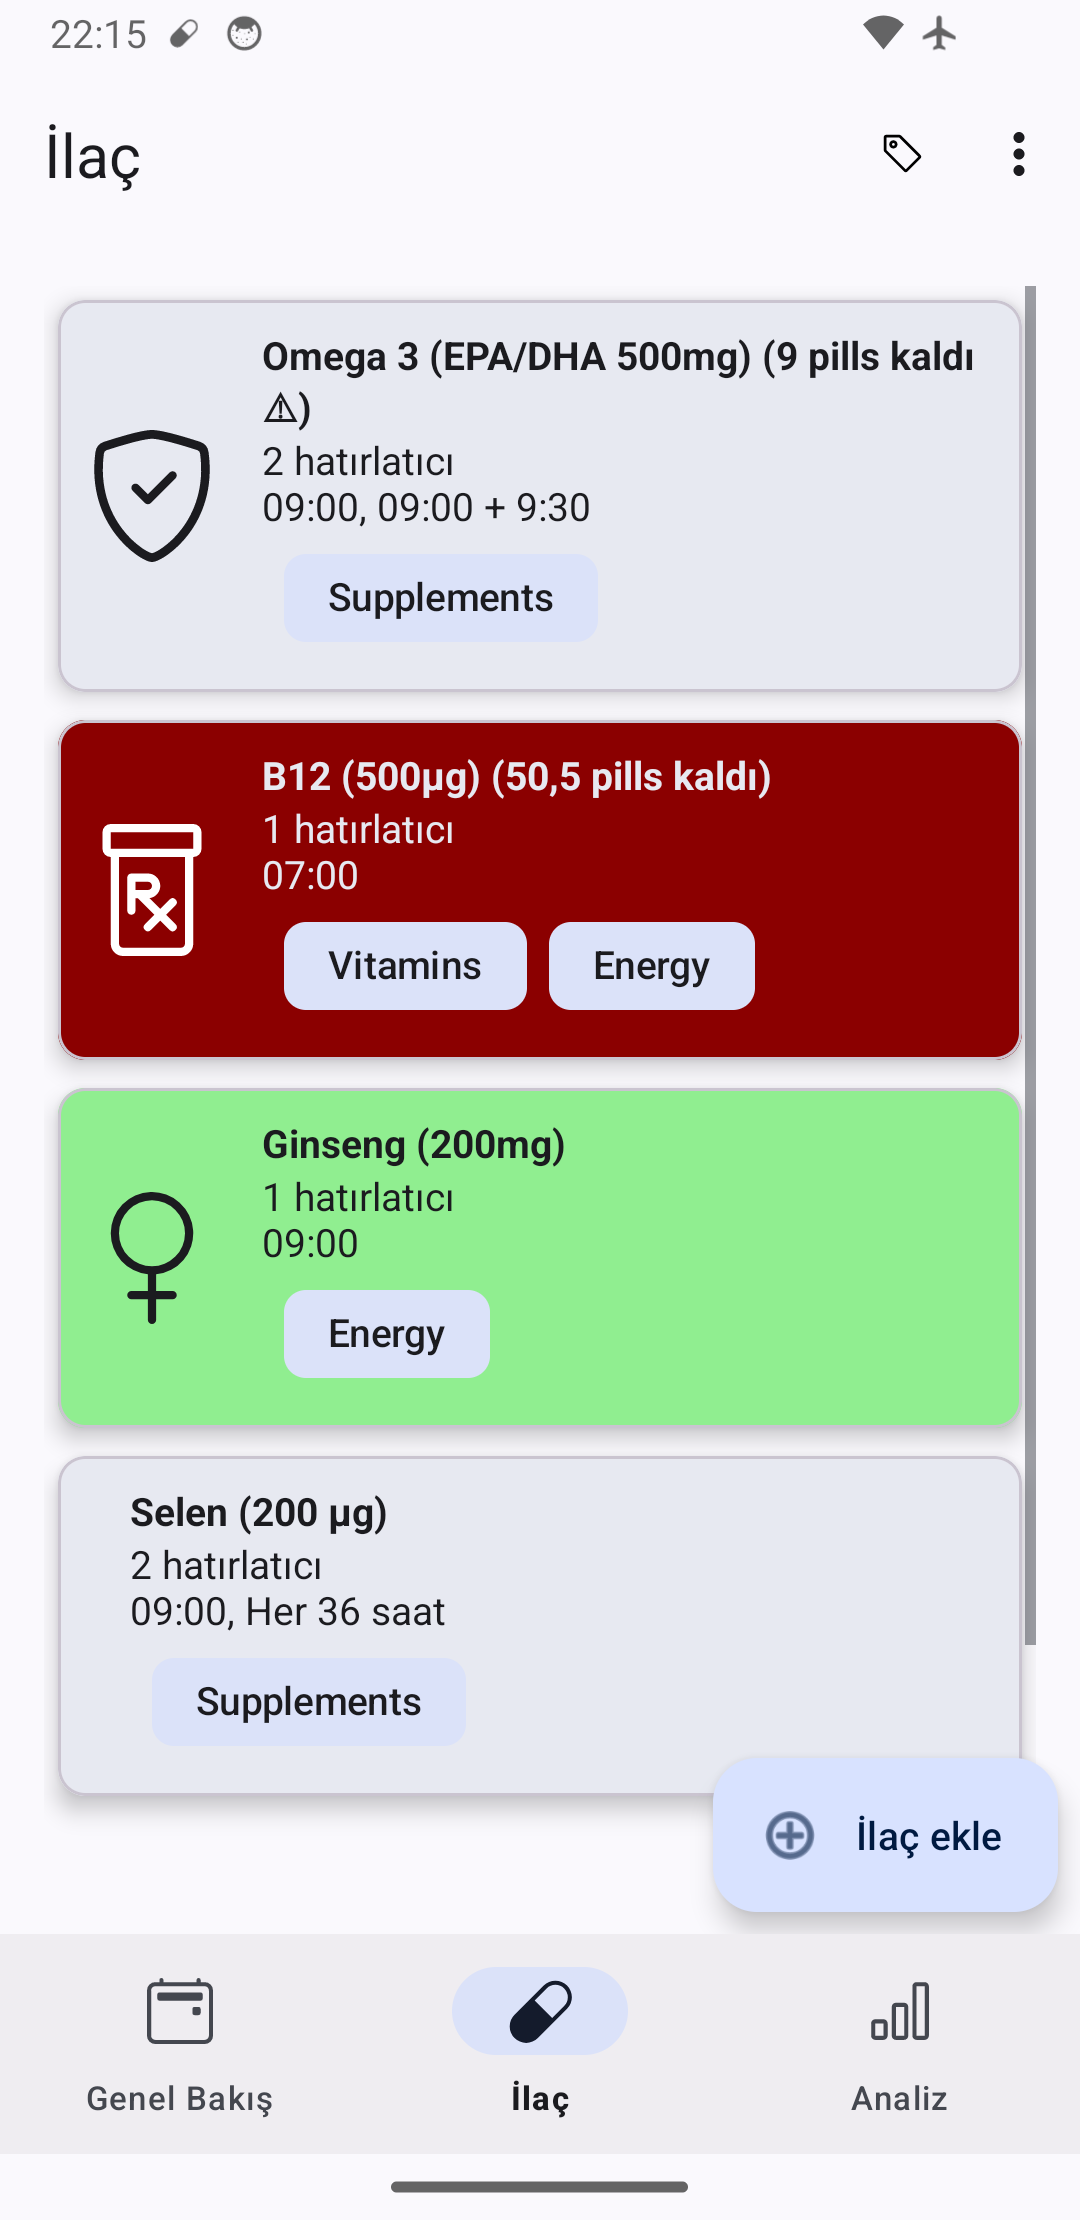 22:15
İlaç
Omega 3 (EPA/DHA 500mg) (9 pills kaldı
⚠)
2 hatırlatıcı
09:00, 09:00 + 9:30
Supplements
B12 (500µg) (50,5 pills kaldı)
1 hatırlatıcı
07:00
Rx
Vitamins Energy
Ginseng (200mg)
1 hatırlatıcı
09:00
Energy
Selen (200 µg)
2 hatırlatıcı
09:00, Her 36 saat
Supplements
İlaç ekle
Genel Bakış İlaç Analiz